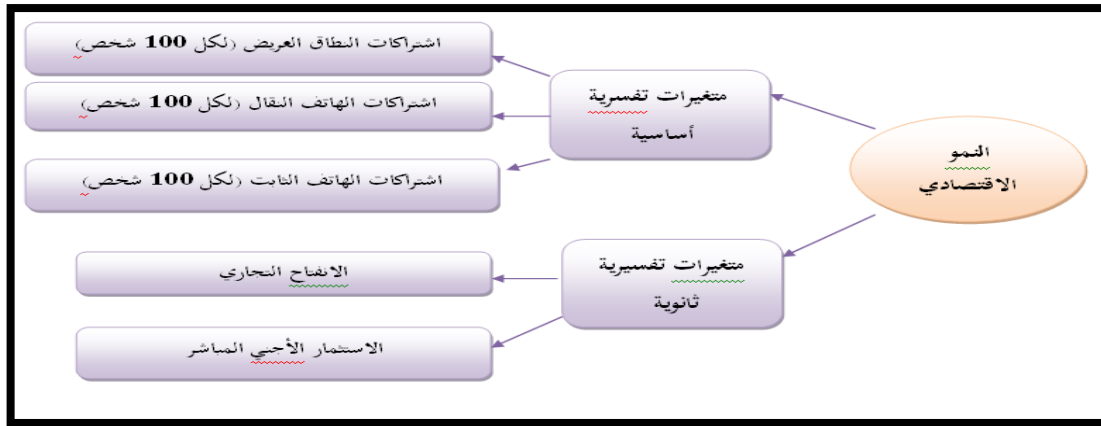 النمو
الاقتصادي
متغيرات تفسرية
أساسية
اشتراكات النطاق العريض (لكل 100 شخص)
اشتراكات الهاتف النقال (لكل 100 شخص)
اشتراكات الهاتف الثابت (لكل 100 شخص)
متغيرات تفسيرية
ثانوية
الانفتاح التجاري
الاستثمار الأجنبي المباشر